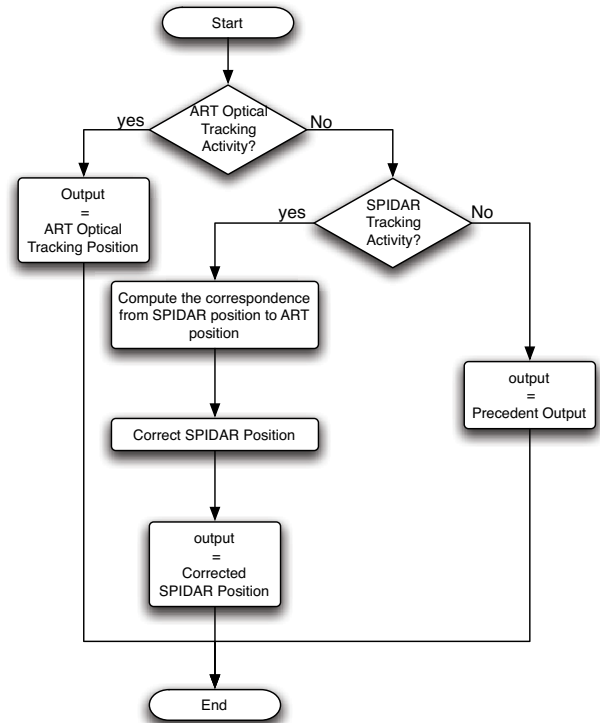 Start
ART Optical
Tracking
Activity?
yes
No
Output
=
ART Optical
Tracking Position
SPIDAR
Tracking
Activity?
yes
No
Compute the correspondence
from SPIDAR position to ART
position
output
=
Precedent Output
Correct SPIDAR Position
output
=
Corrected
SPIDAR Position
End